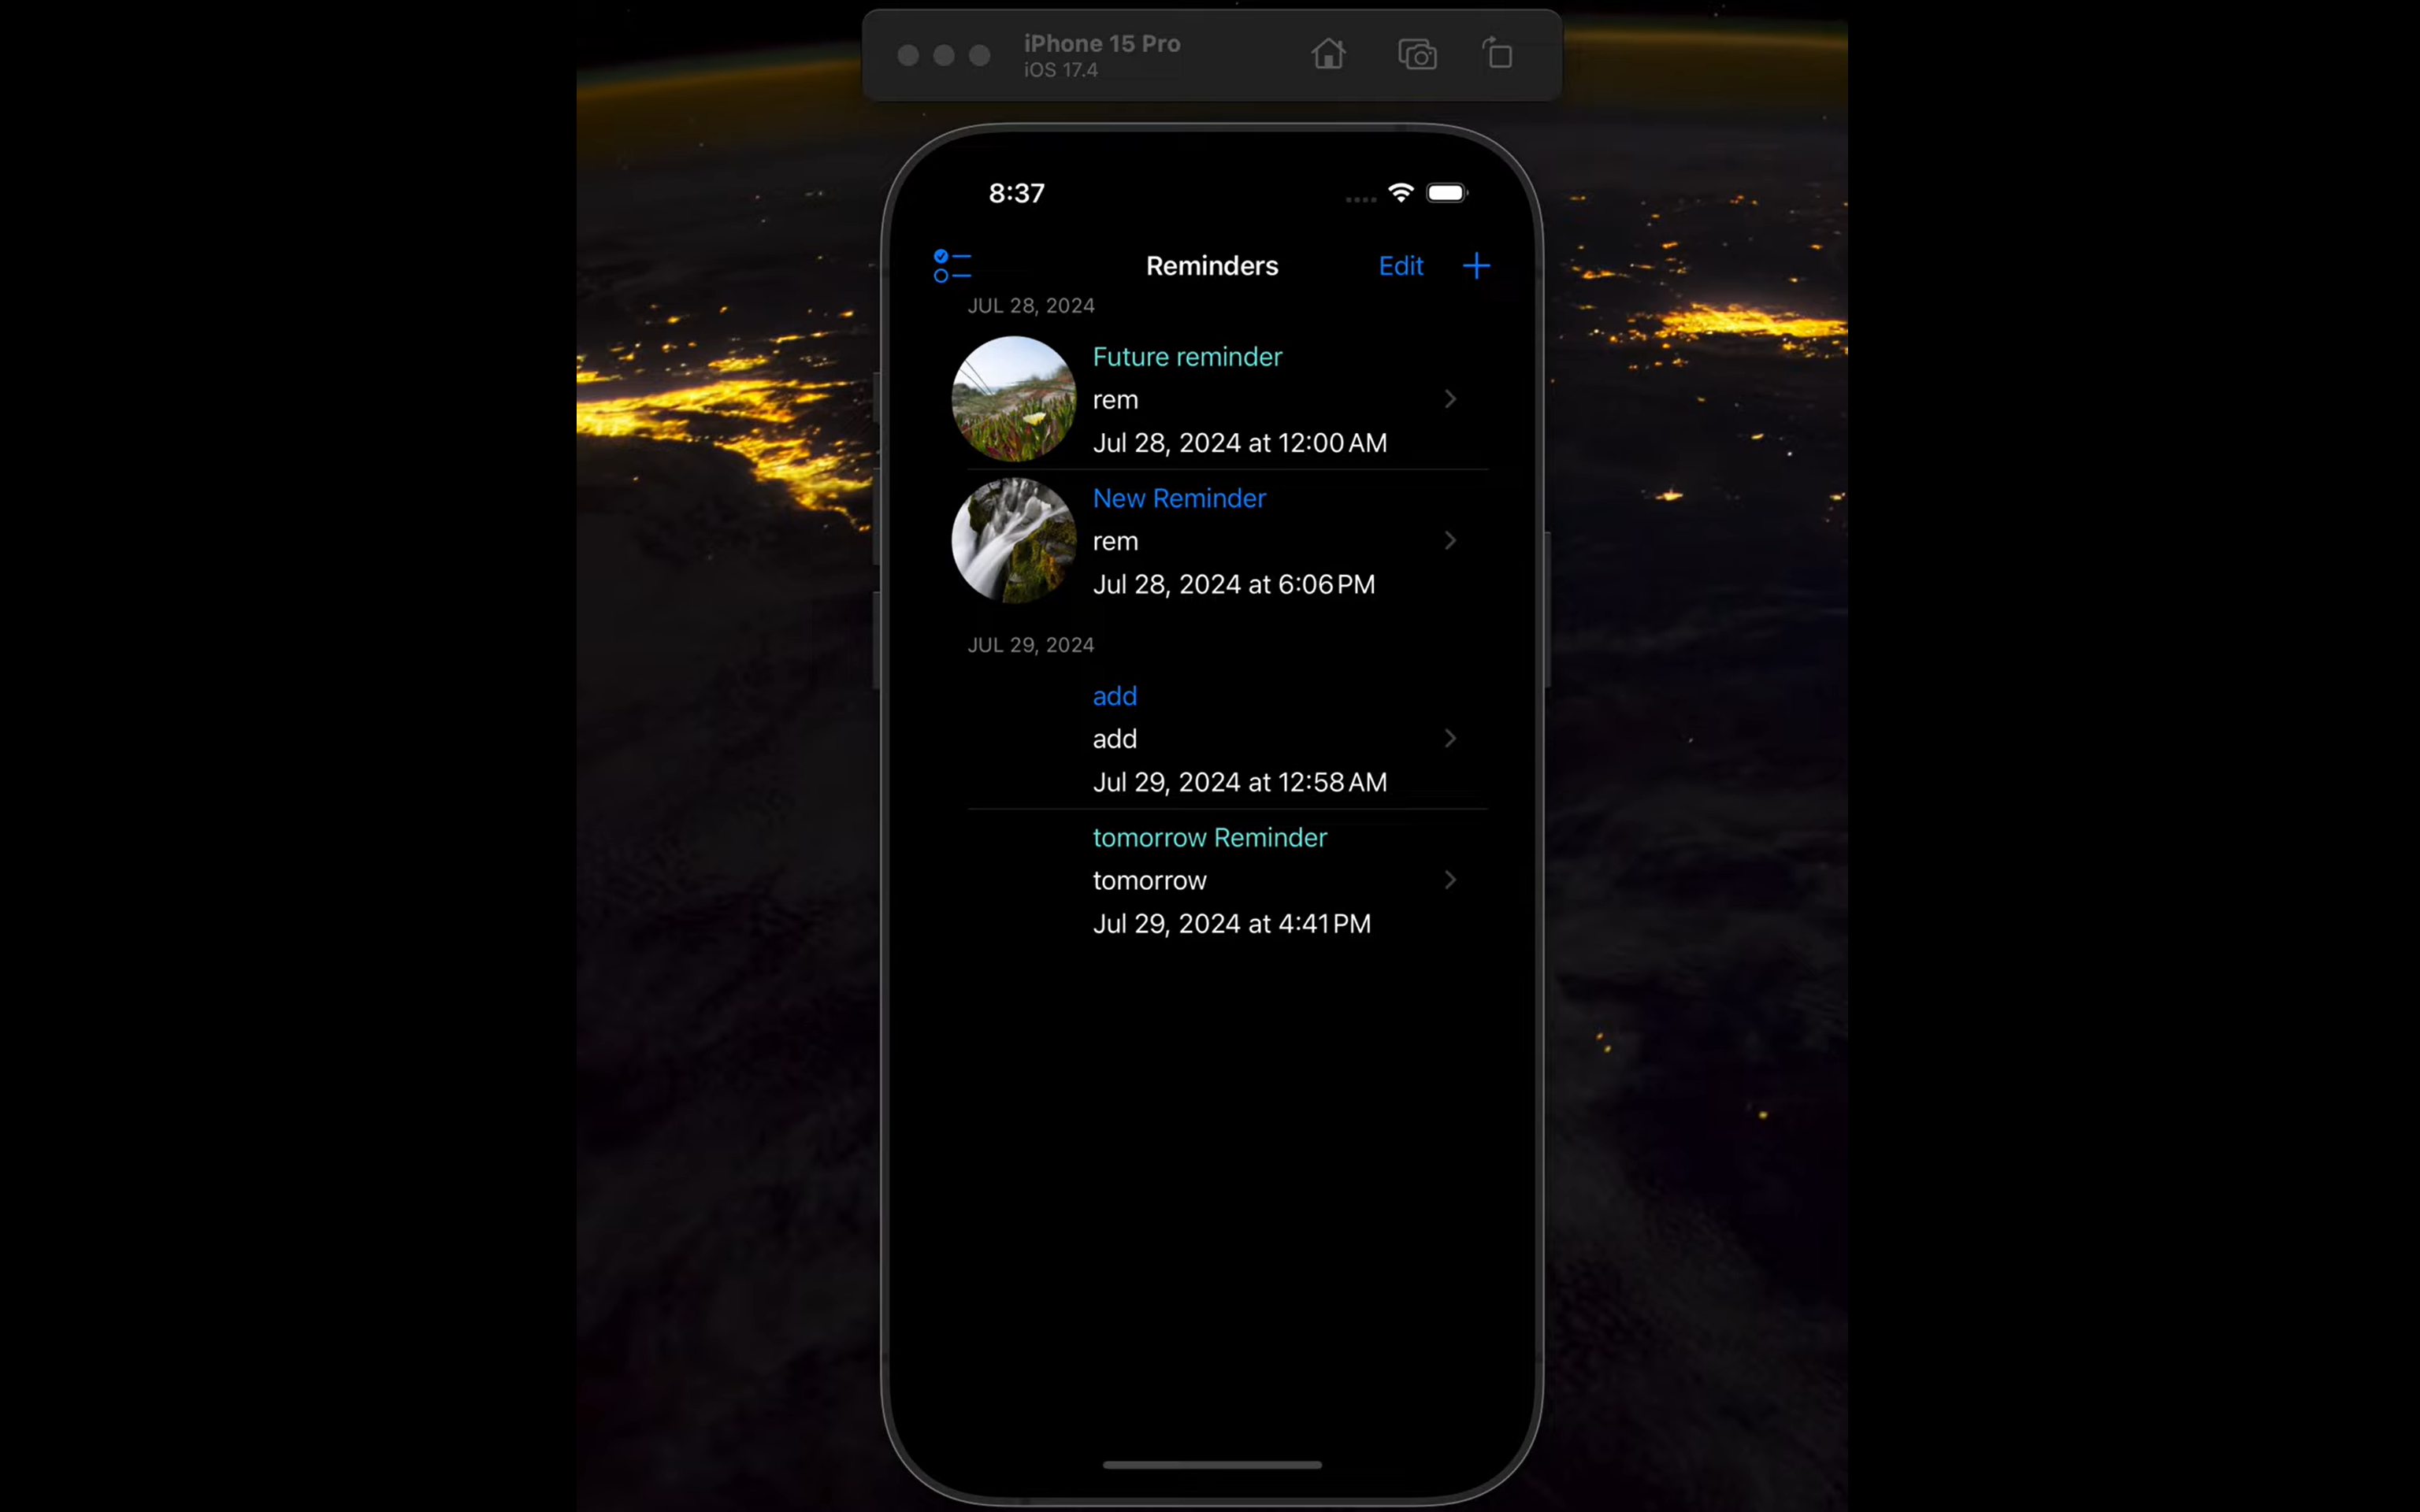 iPhone 15 Pro
iOS 17.4
8:37
Reminders
Edit
JUL 28, 2024
Future reminder
rem
Jul 28, 2024 at 12:00 AM
New Reminder
rem
Jul 28, 2024 at 6:06 PM
JUL 29, 2024
add
add
Jul 29, 2024 at 12:58 AM
tomorrow Reminder
tomorrow
Jul 29, 2024 at 4:41 PM